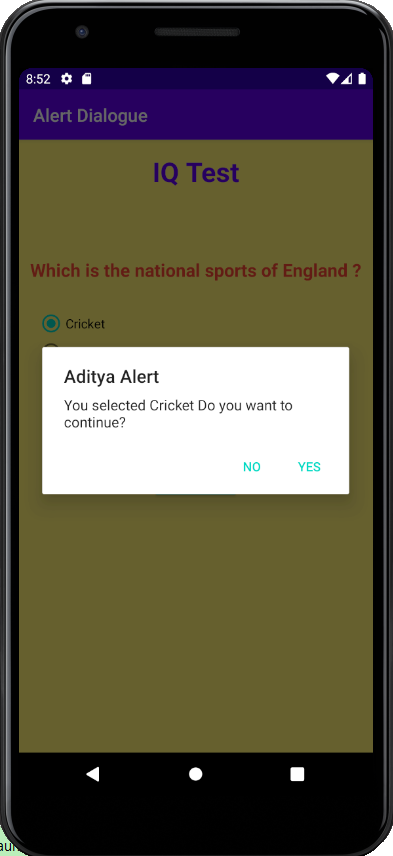 8:52
Alert Dialogue
IQ Test
Which is the national sports of England ?
Cricket
Aditya Alert
You selected Cricket Do you want to
continue?
NO YES